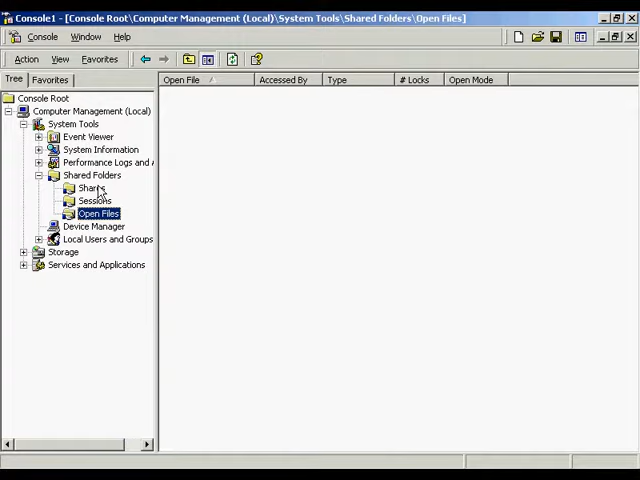 Console1 - [Console Root\Computer Management (Local)\System Tools\Shared Folders\Open Files]
Console Window Help
Action View Favorites
Tree Favorites
Open File Accessed By Type # Locks Open Mode
Console Root
Computer Management (Local)
System Tools
Event Viewer
System Information
Performance Logs and A
Shared Folders
Shares
Sessions
Open Files
Device Manager
Local Users and Groups
Storage
Services and Applications